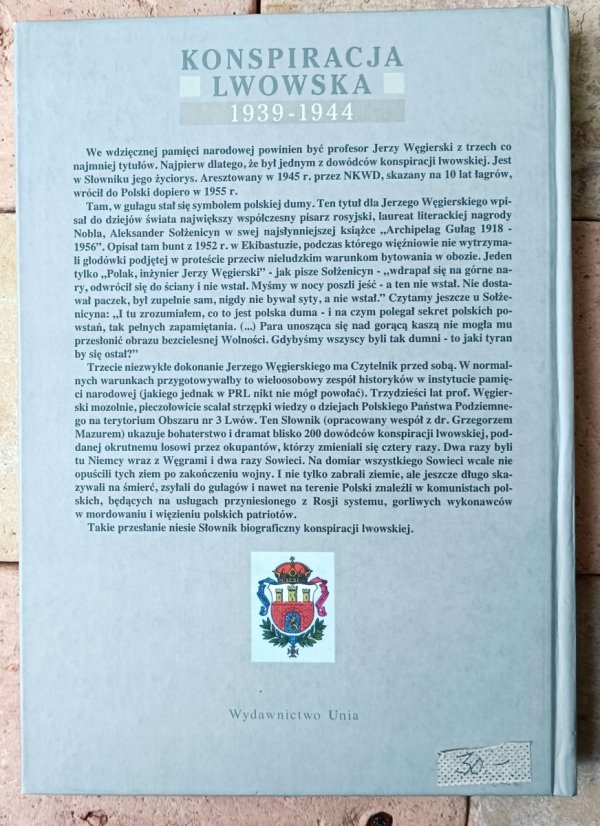 KONSPIRACJA
LWOWSKA
1939-1944
We wdzięcznej pamięci narodowej powinien być profesor Jerzy Węgierski z trzech co
najmniej tytułów. Najpierw dlatego, że był jednym z dowódców konspiracji lwowskiej. Jest
w Słowniku jego życiorys. Aresztowany w 1945 r. przez NKWD, skazany na 10 lat łagrów,
wrócił do Polski dopiero w 1955 r.
Tam, w gułagu stał się symbolem polskiej dumy. Ten tytuł dla Jerzego Węgierskiego wpi-
sał do dziejów świata największy współczesny pisarz rosyjski, laureat literackiej nagrody
Nobla, Aleksander Sołżenicyn w swej najsłynniejszej książce „Archipelag Gułag 1918 -
1956”. Opisał tam bunt z 1952 r. w Ekibastuzie, podczas którego więźniowie nie wytrzyma-
li głodówki podjętej w proteście przeciw nieludzkim warunkom bytowania w obozie. Jeden
tylko „Polak, inżynier Jerzy Węgierski” - jak pisze Sołżenicyn - „wdrapał się na górne na-
ry, odwrócił się do ściany i nie wstał. Myśmy w nocy poszli jeść - a ten nie wstał. Nie dosta-
wał paczek, był zupełnie sam, nigdy nie bywał syty, a nie wstał.” Czytamy jeszcze u Sołże-
nicyna: „I tu zrozumiałem, co to jest polska duma - i na czym polegał sekret polskich po-
wstań, tak pełnych zapamiętania. (...) Para unosząca się nad gorącą kaszą nie mogła mu
przesłonić obrazu bezcielesnej Wolności. Gdybyśmy wszyscy byli tak dumni - to jaki tyran
by się ostał?”
Trzecie niezwykłe dokonanie Jerzego Węgierskiego ma Czytelnik przed sobą. W normal-
nych warunkach przygotowywałby to wieloosobowy zespół historyków w instytucie pamię-
ci narodowej (jakiego jednak w PRL nikt nie mógł powołać). Trzydzieści lat prof. Węgier-
ski mozolnie, pieczołowicie scalał strzępki wiedzy o dziejach Polskiego Państwa Podziemne-
go na terytorium Obszaru nr 3 Lwów. Ten Słownik (opracowany wespół z dr. Grzegorzem
Mazurem) ukazuje bohaterstwo i dramat blisko 200 dowódców konspiracji lwowskiej, pod-
danej okrutnemu losowi przez okupantów, którzy zmieniali się cztery razy. Dwa razy byli
tu Niemcy wraz z Węgrami i dwa razy Sowieci. Na domiar wszystkiego Sowieci wcale nie
opuścili tych ziem po zakończeniu wojny. I nie tylko zabrali ziemie, ale jeszcze długo ska-
zywali na śmierć, zsyłali do gułagów i nawet na terenie Polski znaleźli w komunistach pol-
skich, będących na usługach przyniesionego z Rosji systemu, gorliwych wykonawców
w mordowaniu i więzieniu polskich patriotów.
Takie przesłanie niesie Słownik biograficzny konspiracji lwowskiej.
Wydawnictwo Unia
30,-